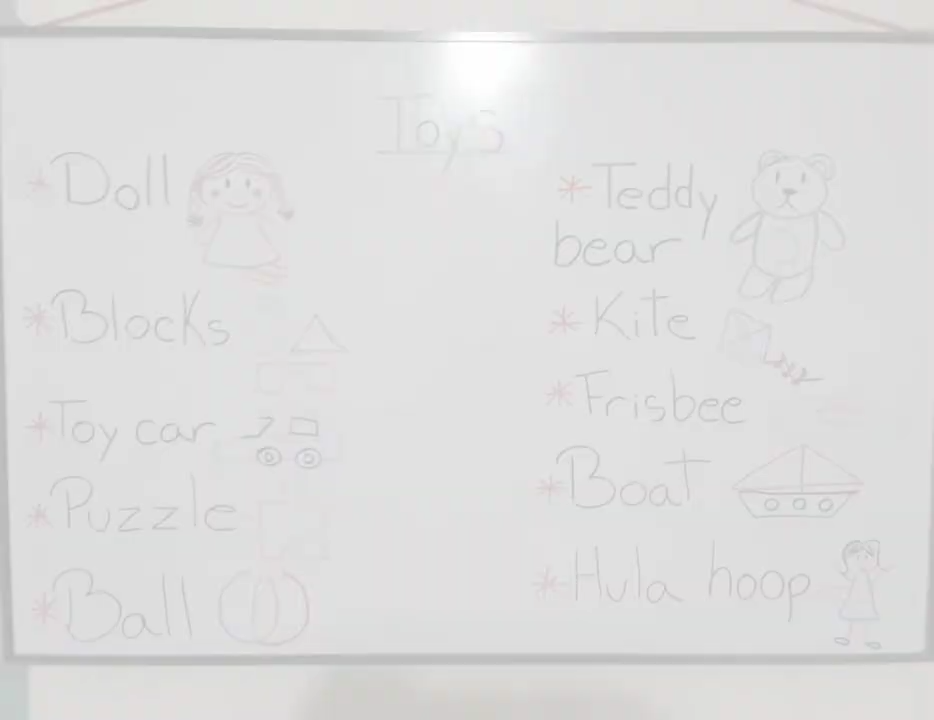 Toys
* Doll
* Blocks
* Toy car
* Puzzle
* Ball
* Teddy
bear
* Kite
* Frisbee
* Boat
* Hula hoop